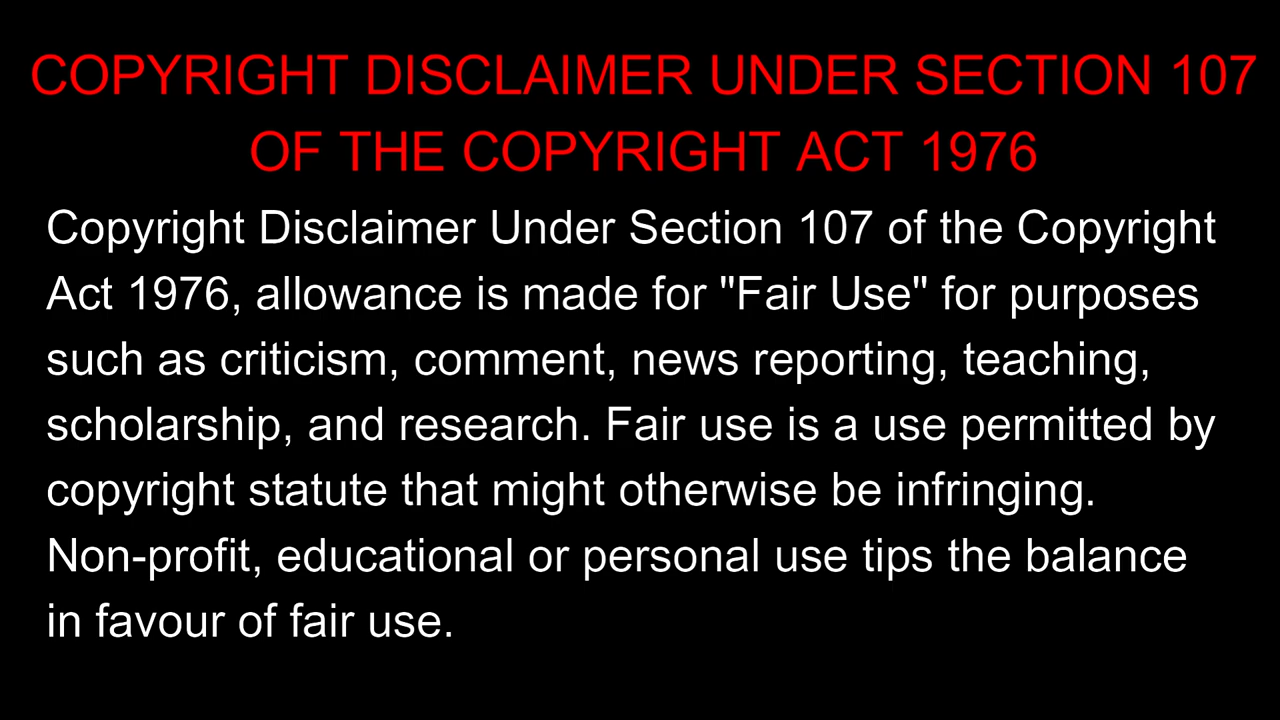 COPYRIGHT DISCLAIMER UNDER SECTION 107
OF THE COPYRIGHT ACT 1976
Copyright Disclaimer Under Section 107 of the Copyright
Act 1976, allowance is made for "Fair Use" for purposes
such as criticism, comment, news reporting, teaching,
scholarship, and research. Fair use is a use permitted by
copyright statute that might otherwise be infringing.
Non-profit, educational or personal use tips the balance
in favour of fair use.